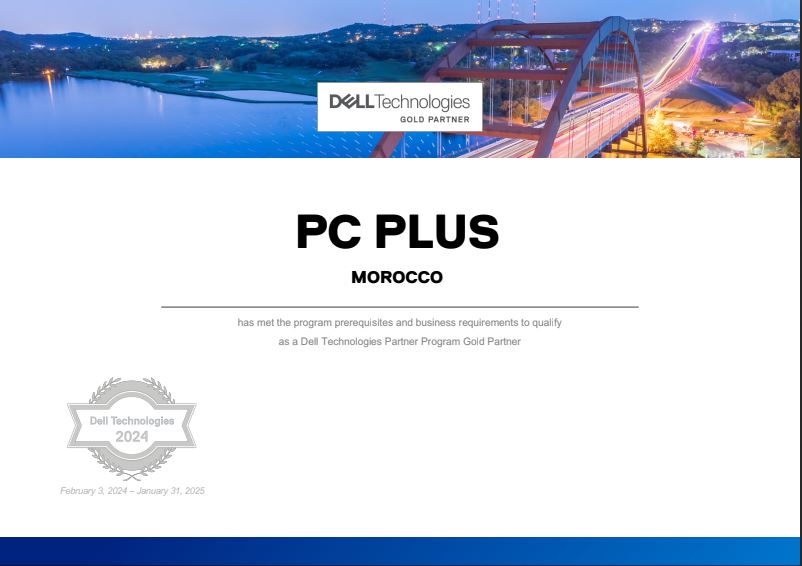 DELLTechnologies
GOLD PARTNER
PC PLUS
MOROCCO
has met the program prerequisites and business requirements to qualify
as a Dell Technologies Partner Program Gold Partner
Dell Technologies
2024
February 3, 2024 – January 31, 2025